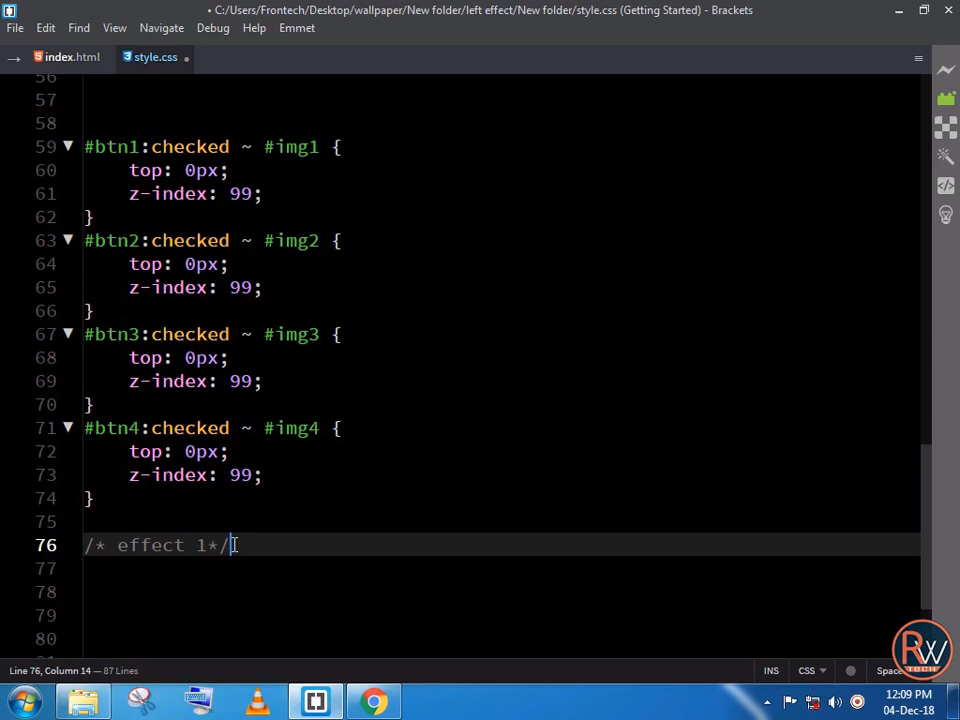 • C:/Users/Frontech/Desktop/wallpaper/New folder/left effect/New folder/style.css (Getting Started) - Brackets
File Edit Find View Navigate Debug Help Emmet
index.html style.css •
56
57
58
59 #btn1:checked ~ #img1 {
60 top: 0px;
61 z-index: 99;
62 }
63 #btn2:checked ~ #img2 {
64 top: 0px;
65 z-index: 99;
66 }
67 #btn3:checked ~ #img3 {
68 top: 0px;
69 z-index: 99;
70 }
71 #btn4:checked ~ #img4 {
72 top: 0px;
73 z-index: 99;
74 }
75
76 /* effect 1*/
77
78
79
80
Line 76, Column 14 — 87 Lines INS CSS Spac
RW
TECH
12:09 PM
04-Dec-18